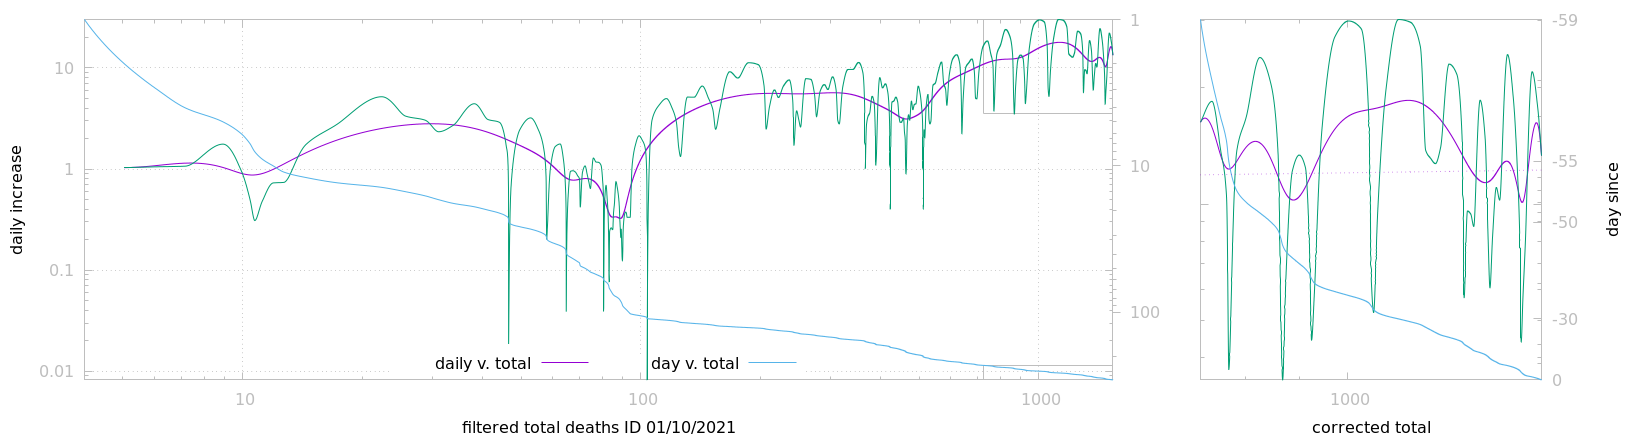 daily increase
10
1
0.1
0.01
10
100
1000
filtered total deaths ID 01/10/2021
daily v. total
day v. total
1
10
100
1000
corrected total
-59
-55
-50
-30
0
day since